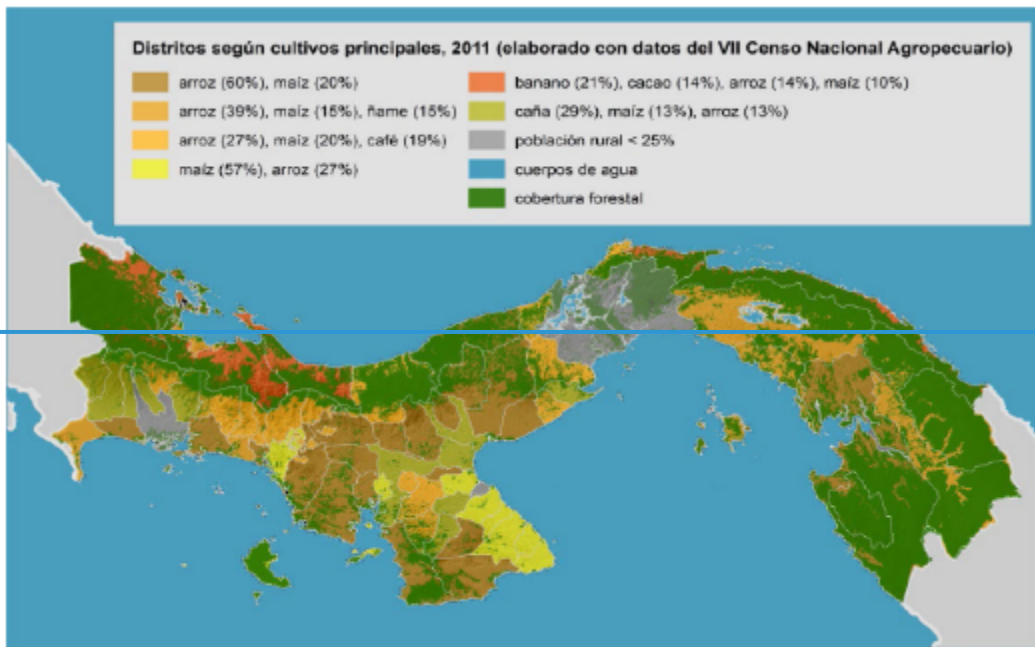 Distritos según cultivos principales, 2011 (elaborado con datos del VII Censo Nacional Agropecuario)
arroz (60%), maíz (20%)
arroz (39%), maíz (15%), ñame (15%)
arroz (27%), maíz (20%), café (19%)
maíz (57%), arroz (27%)
banano (21%), cacao (14%), arroz (14%), maíz (10%)
caña (29%), maíz (13%), arroz (13%)
población rural < 25%
cuerpos de agua
cobertura forestal